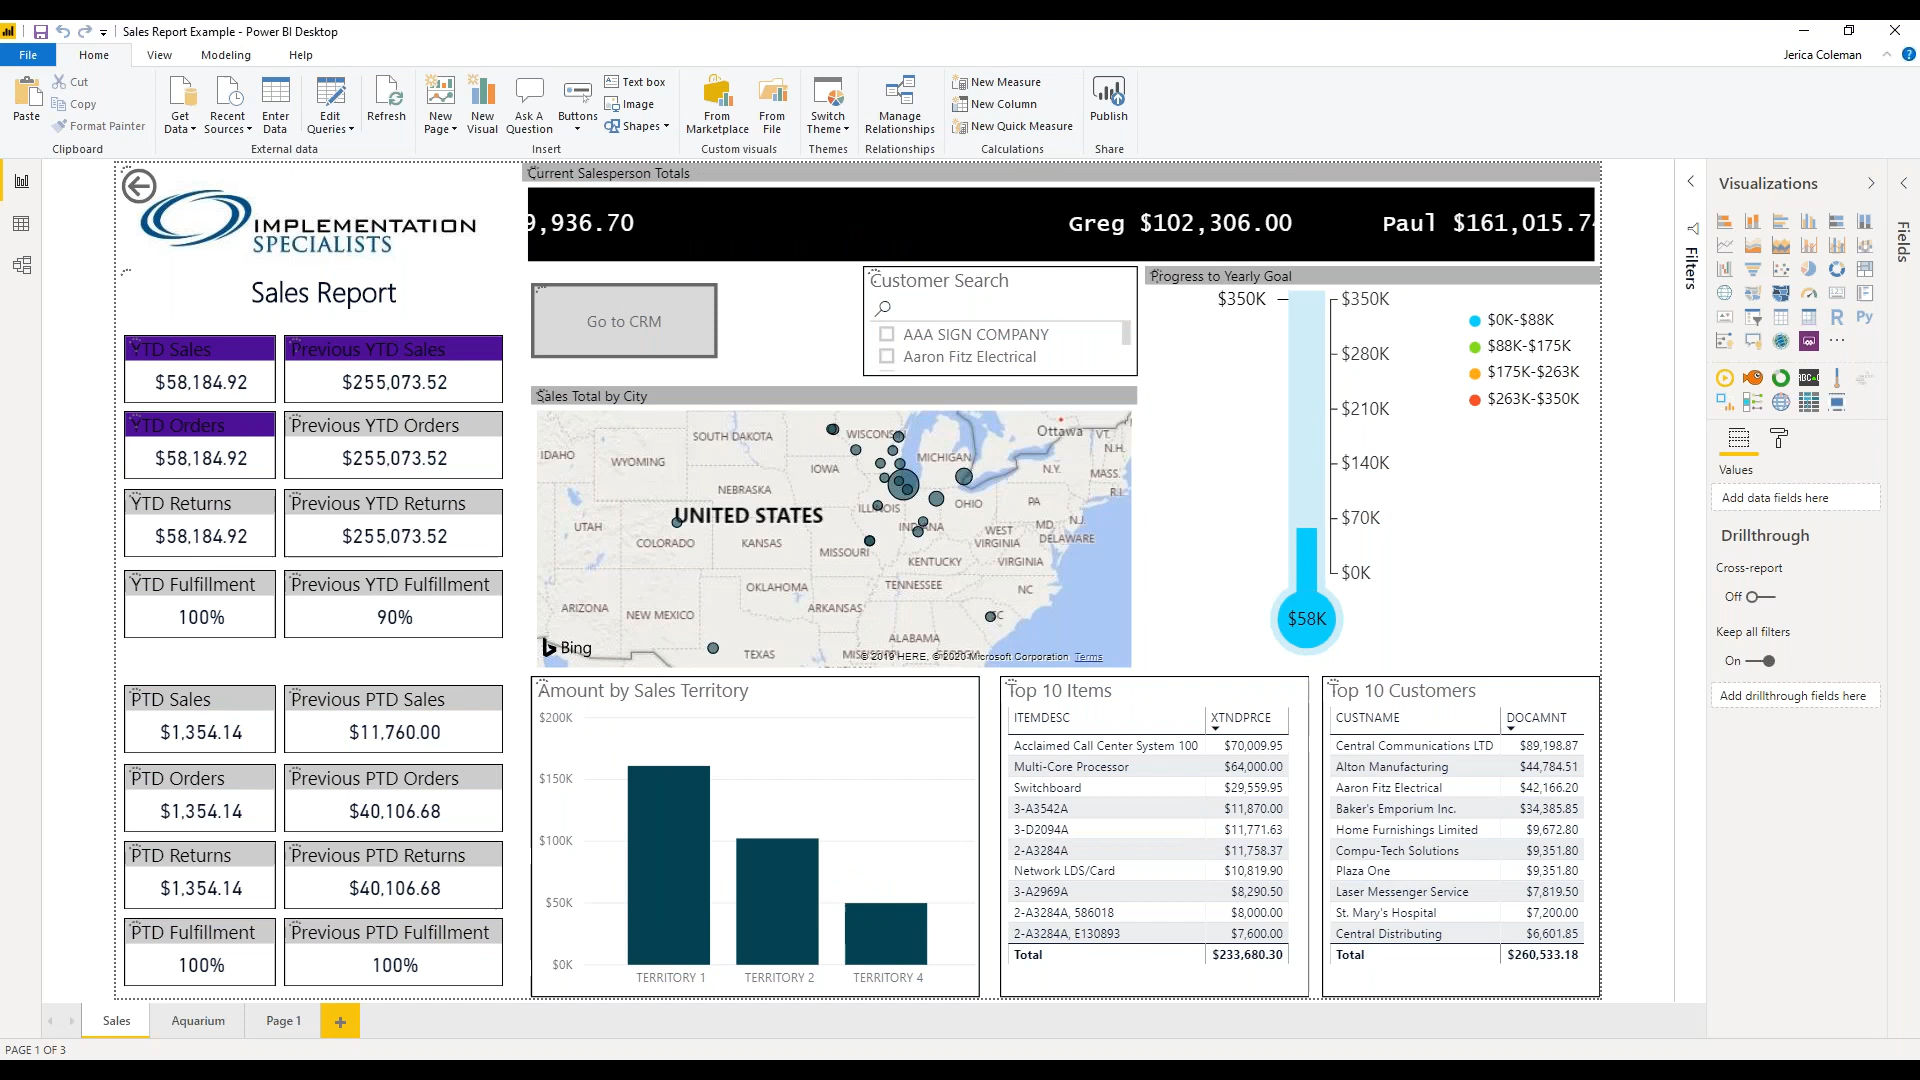 Sales Report Example - Power BI Desktop
File Home View Modeling Help
Jerica Coleman
Paste
Cut
Copy
Format Painter
Clipboard
Get Data
Recent Sources
Enter Data
Edit Queries
Refresh
External data
New Page
New Visual
Ask A Question
Buttons
Text box
Image
Shapes
Insert
From Marketplace
From File
Custom visuals
Switch Theme
Themes
Manage Relationships
Relationships
New Measure
New Column
New Quick Measure
Calculations
Publish
Share
IMPLEMENTATION
SPECIALISTS
Sales Report
Current Salesperson Totals
9,936.70 Greg $102,306.00 Paul $161,015.74
Go to CRM
Customer Search
AAA SIGN COMPANY
Aaron Fitz Electrical
Progress to Yearly Goal
$350K
$350K
$280K
$210K
$140K
$70K
$0K
$58K
$0K-$88K
$88K-$175K
$175K-$263K
$263K-$350K
YTD Sales
$58,184.92
Previous YTD Sales
$255,073.52
YTD Orders
$58,184.92
Previous YTD Orders
$255,073.52
YTD Returns
$58,184.92
Previous YTD Returns
$255,073.52
YTD Fulfillment
100%
Previous YTD Fulfillment
90%
PTD Sales
$1,354.14
Previous PTD Sales
$11,760.00
PTD Orders
$1,354.14
Previous PTD Orders
$40,106.68
PTD Returns
$1,354.14
Previous PTD Returns
$40,106.68
PTD Fulfillment
100%
Previous PTD Fulfillment
100%
Sales Total by City
SOUTH DAKOTA
WISCONSIN
Ottawa
VT.
N.H.
IDAHO
WYOMING
IOWA
MICHIGAN
N.Y.
MASS.
R.I.
NEBRASKA
ILLINOIS
OHIO
PA
UNITED STATES
UTAH
INDIANA
N.J.
MD.
COLORADO
KANSAS
MISSOURI
WEST VIRGINIA
DELAWARE
KENTUCKY
VIRGINIA
OKLAHOMA
TENNESSEE
NC
ARIZONA
NEW MEXICO
ARKANSAS
SC
ALABAMA
TEXAS
Bing
© 2019 HERE, © 2020 Microsoft Corporation Terms
Amount by Sales Territory
$200K
$150K
$100K
$50K
$0K
TERRITORY 1 TERRITORY 2 TERRITORY 4
Top 10 Items
ITEMDESC XTNDPRCE
Acclaimed Call Center System 100 $70,009.95
Multi-Core Processor $64,000.00
Switchboard $29,559.95
3-A3542A $11,870.00
3-D2094A $11,771.63
2-A3284A $11,758.37
Network LDS/Card $10,819.90
3-A2969A $8,290.50
2-A3284A, 586018 $8,000.00
2-A3284A, E130893 $7,600.00
Total $233,680.30
Top 10 Customers
CUSTNAME DOCAMNT
Central Communications LTD $89,198.87
Alton Manufacturing $44,784.51
Aaron Fitz Electrical $42,166.20
Baker's Emporium Inc. $34,385.85
Home Furnishings Limited $9,672.80
Compu-Tech Solutions $9,351.80
Plaza One $9,351.80
Laser Messenger Service $7,819.50
St. Mary's Hospital $7,200.00
Central Distributing $6,601.85
Total $260,533.18
Filters
Visualizations
R Py
ABC
Values
Add data fields here
Drillthrough
Cross-report
Off
Keep all filters
On
Add drillthrough fields here
Fields
Sales Aquarium Page 1
PAGE 1 OF 3